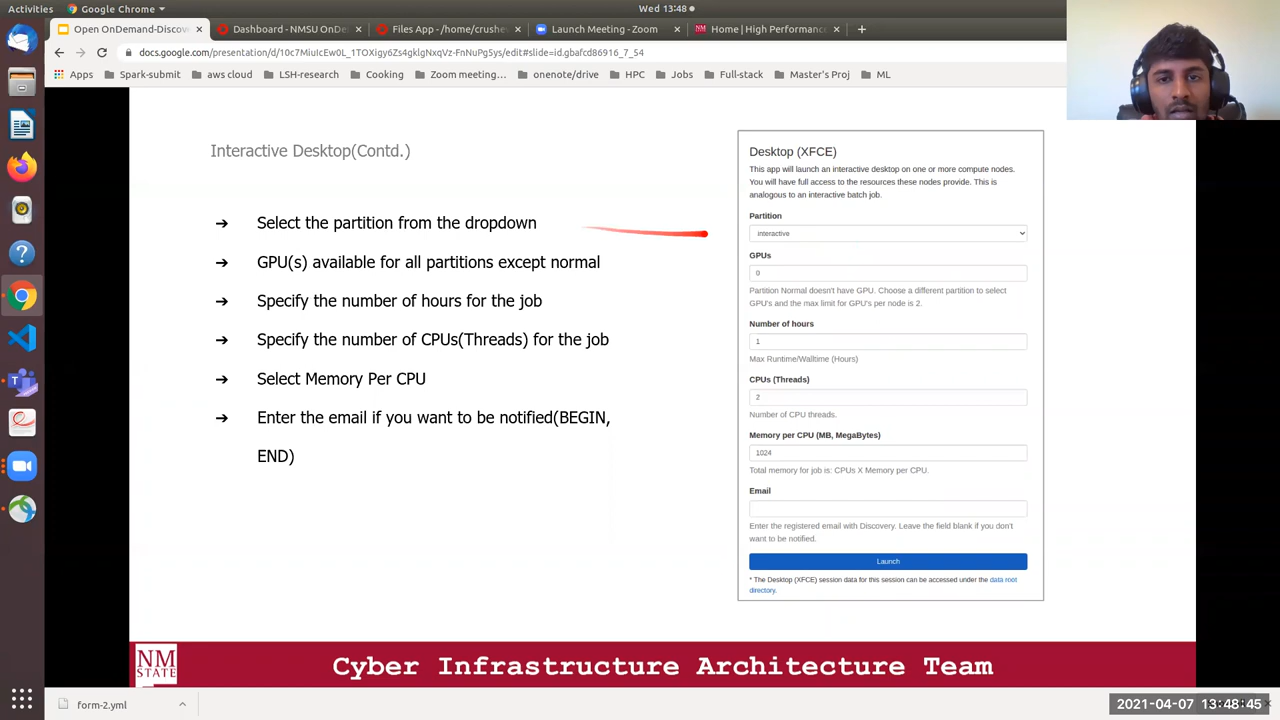 Activities
Google Chrome
Wed 13:48
Open OnDemand-Discov
Dashboard - NMSU OnDem
Files App - /home/crushev
Launch Meeting - Zoom
Home | High Performance
docs.google.com/presentation/d/
/edit#slide=id.gbafcd86916_7_54
Apps
Spark-submit
aws cloud
LSH-research
Cooking
Zoom meeting…
onenote/drive
HPC
Jobs
Full-stack
Master's Proj
ML
Interactive Desktop(Contd.)
➔ Select the partition from the dropdown
➔ GPU(s) available for all partitions except normal
➔ Specify the number of hours for the job
➔ Specify the number of CPUs(Threads) for the job
➔ Select Memory Per CPU
➔ Enter the email if you want to be notified(BEGIN,
END)
Desktop (XFCE)
This app will launch an interactive desktop on one or more compute nodes.
You will have full access to the resources these nodes provide. This is
analogous to an interactive batch job.
Partition
interactive
GPUs
0
Partition Normal doesn't have GPU. Choose a different partition to select
GPU's and the max limit for GPU's per node is 2.
Number of hours
1
Max Runtime/Walltime (Hours)
CPUs (Threads)
2
Number of CPU threads.
Memory per CPU (MB, MegaBytes)
1024
Total memory for job is: CPUs X Memory per CPU.
Email
Enter the registered email with Discovery. Leave the field blank if you don't
want to be notified.
Launch
* The Desktop (XFCE) session data for this session can be accessed under the data root
directory.
NM
STATE
Cyber Infrastructure Architecture Team
form-2.yml
2021-04-07 13:48:45